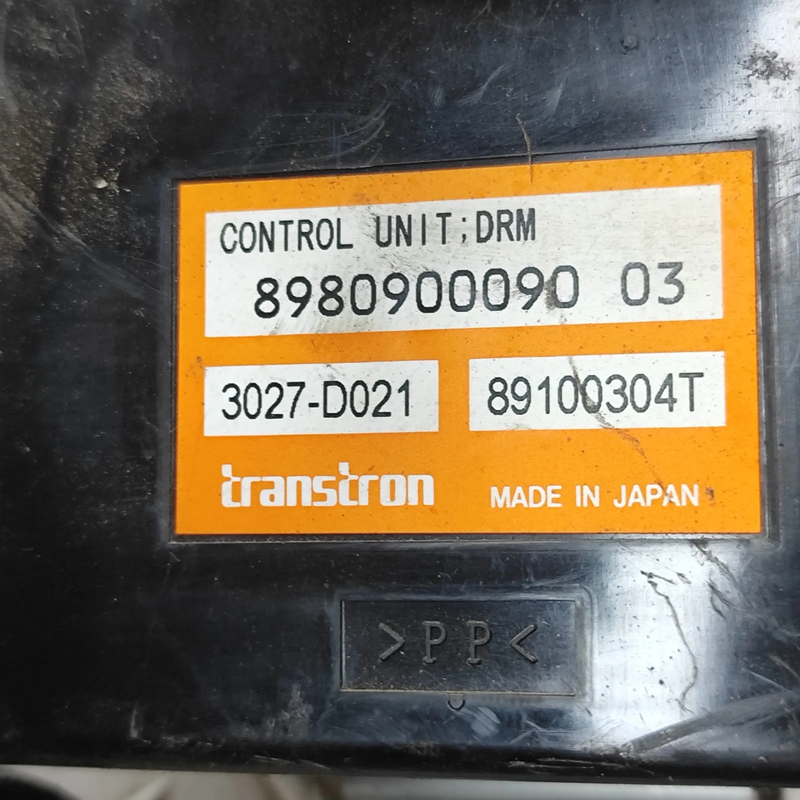 CONTROL UNIT;DRM
8980900090 03
3027-D021 89100304T
transtron MADE IN JAPAN
>PP<